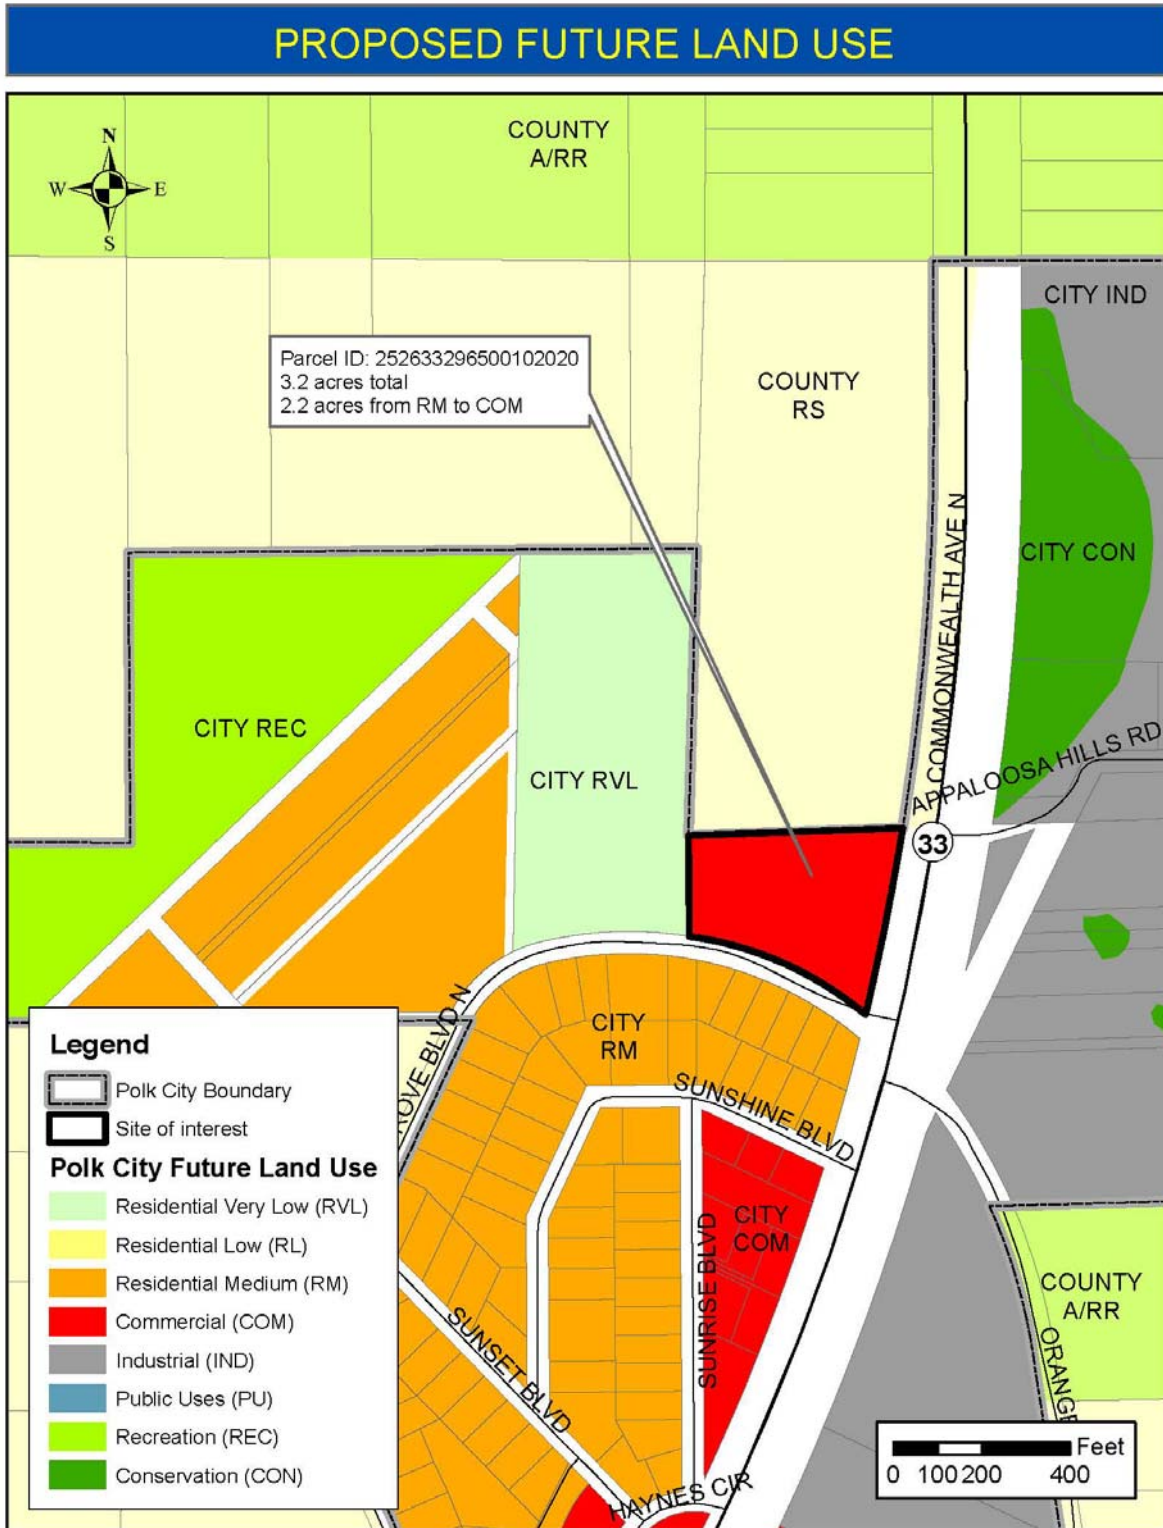 PROPOSED FUTURE LAND USE
N
W E
S
COUNTY
A/RR
CITY IND
Parcel ID: 252633296500102020
3.2 acres total
2.2 acres from RM to COM
COUNTY
RS
COMMONWEALTH AVE N
CITY CON
CITY REC
CITY RVL
APPALOOSA HILLS RD
33
CITY
RM
SUNSHINE BLVD
CITY
COM
SUNRISE BLVD
SUNSET BLVD
HAYNES CIR
COUNTY
A/RR
ORANGE
BLVD N
Legend
Polk City Boundary
Site of interest
Polk City Future Land Use
Residential Very Low (RVL)
Residential Low (RL)
Residential Medium (RM)
Commercial (COM)
Industrial (IND)
Public Uses (PU)
Recreation (REC)
Conservation (CON)
Feet
0 100 200 400